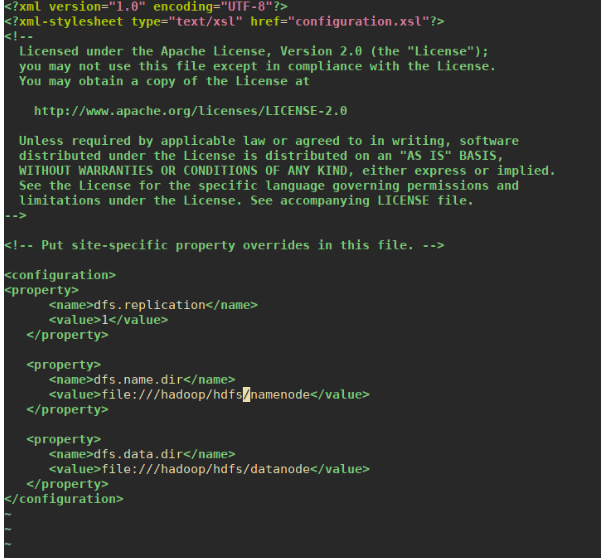 <?xml version="1.0" encoding="UTF-8"?>
<?xml-stylesheet type="text/xsl" href="configuration.xsl"?>
<!--
  Licensed under the Apache License, Version 2.0 (the "License");
  you may not use this file except in compliance with the License.
  You may obtain a copy of the License at

    http://www.apache.org/licenses/LICENSE-2.0

  Unless required by applicable law or agreed to in writing, software
  distributed under the License is distributed on an "AS IS" BASIS,
  WITHOUT WARRANTIES OR CONDITIONS OF ANY KIND, either express or implied.
  See the License for the specific language governing permissions and
  limitations under the License. See accompanying LICENSE file.
-->

<!-- Put site-specific property overrides in this file. -->

<configuration>
<property>
      <name>dfs.replication</name>
      <value>1</value>
   </property>

   <property>
      <name>dfs.name.dir</name>
      <value>file:///hadoop/hdfs/namenode</value>
   </property>

   <property>
      <name>dfs.data.dir</name>
      <value>file:///hadoop/hdfs/datanode</value>
   </property>
</configuration>
~
~
~